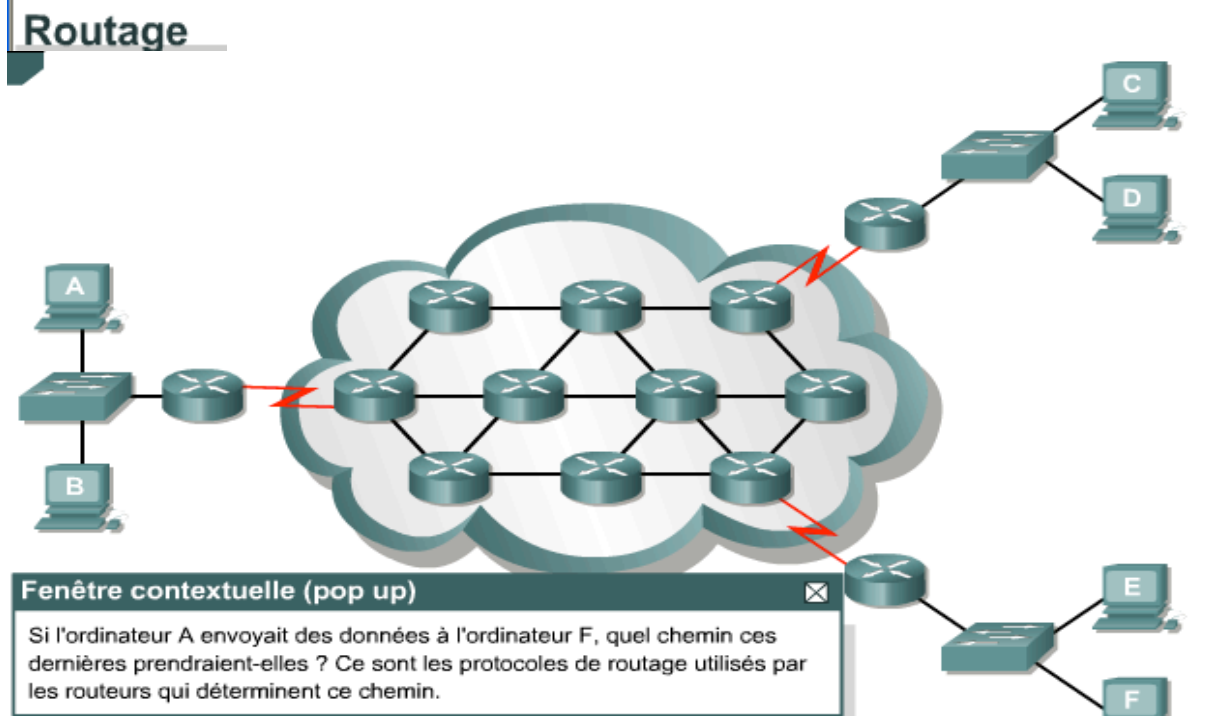 Routage
C
D
A
B
E
F
Fenêtre contextuelle (pop up)
Si l'ordinateur A envoyait des données à l'ordinateur F, quel chemin ces
dernières prendraient-elles ? Ce sont les protocoles de routage utilisés par
les routeurs qui déterminent ce chemin.